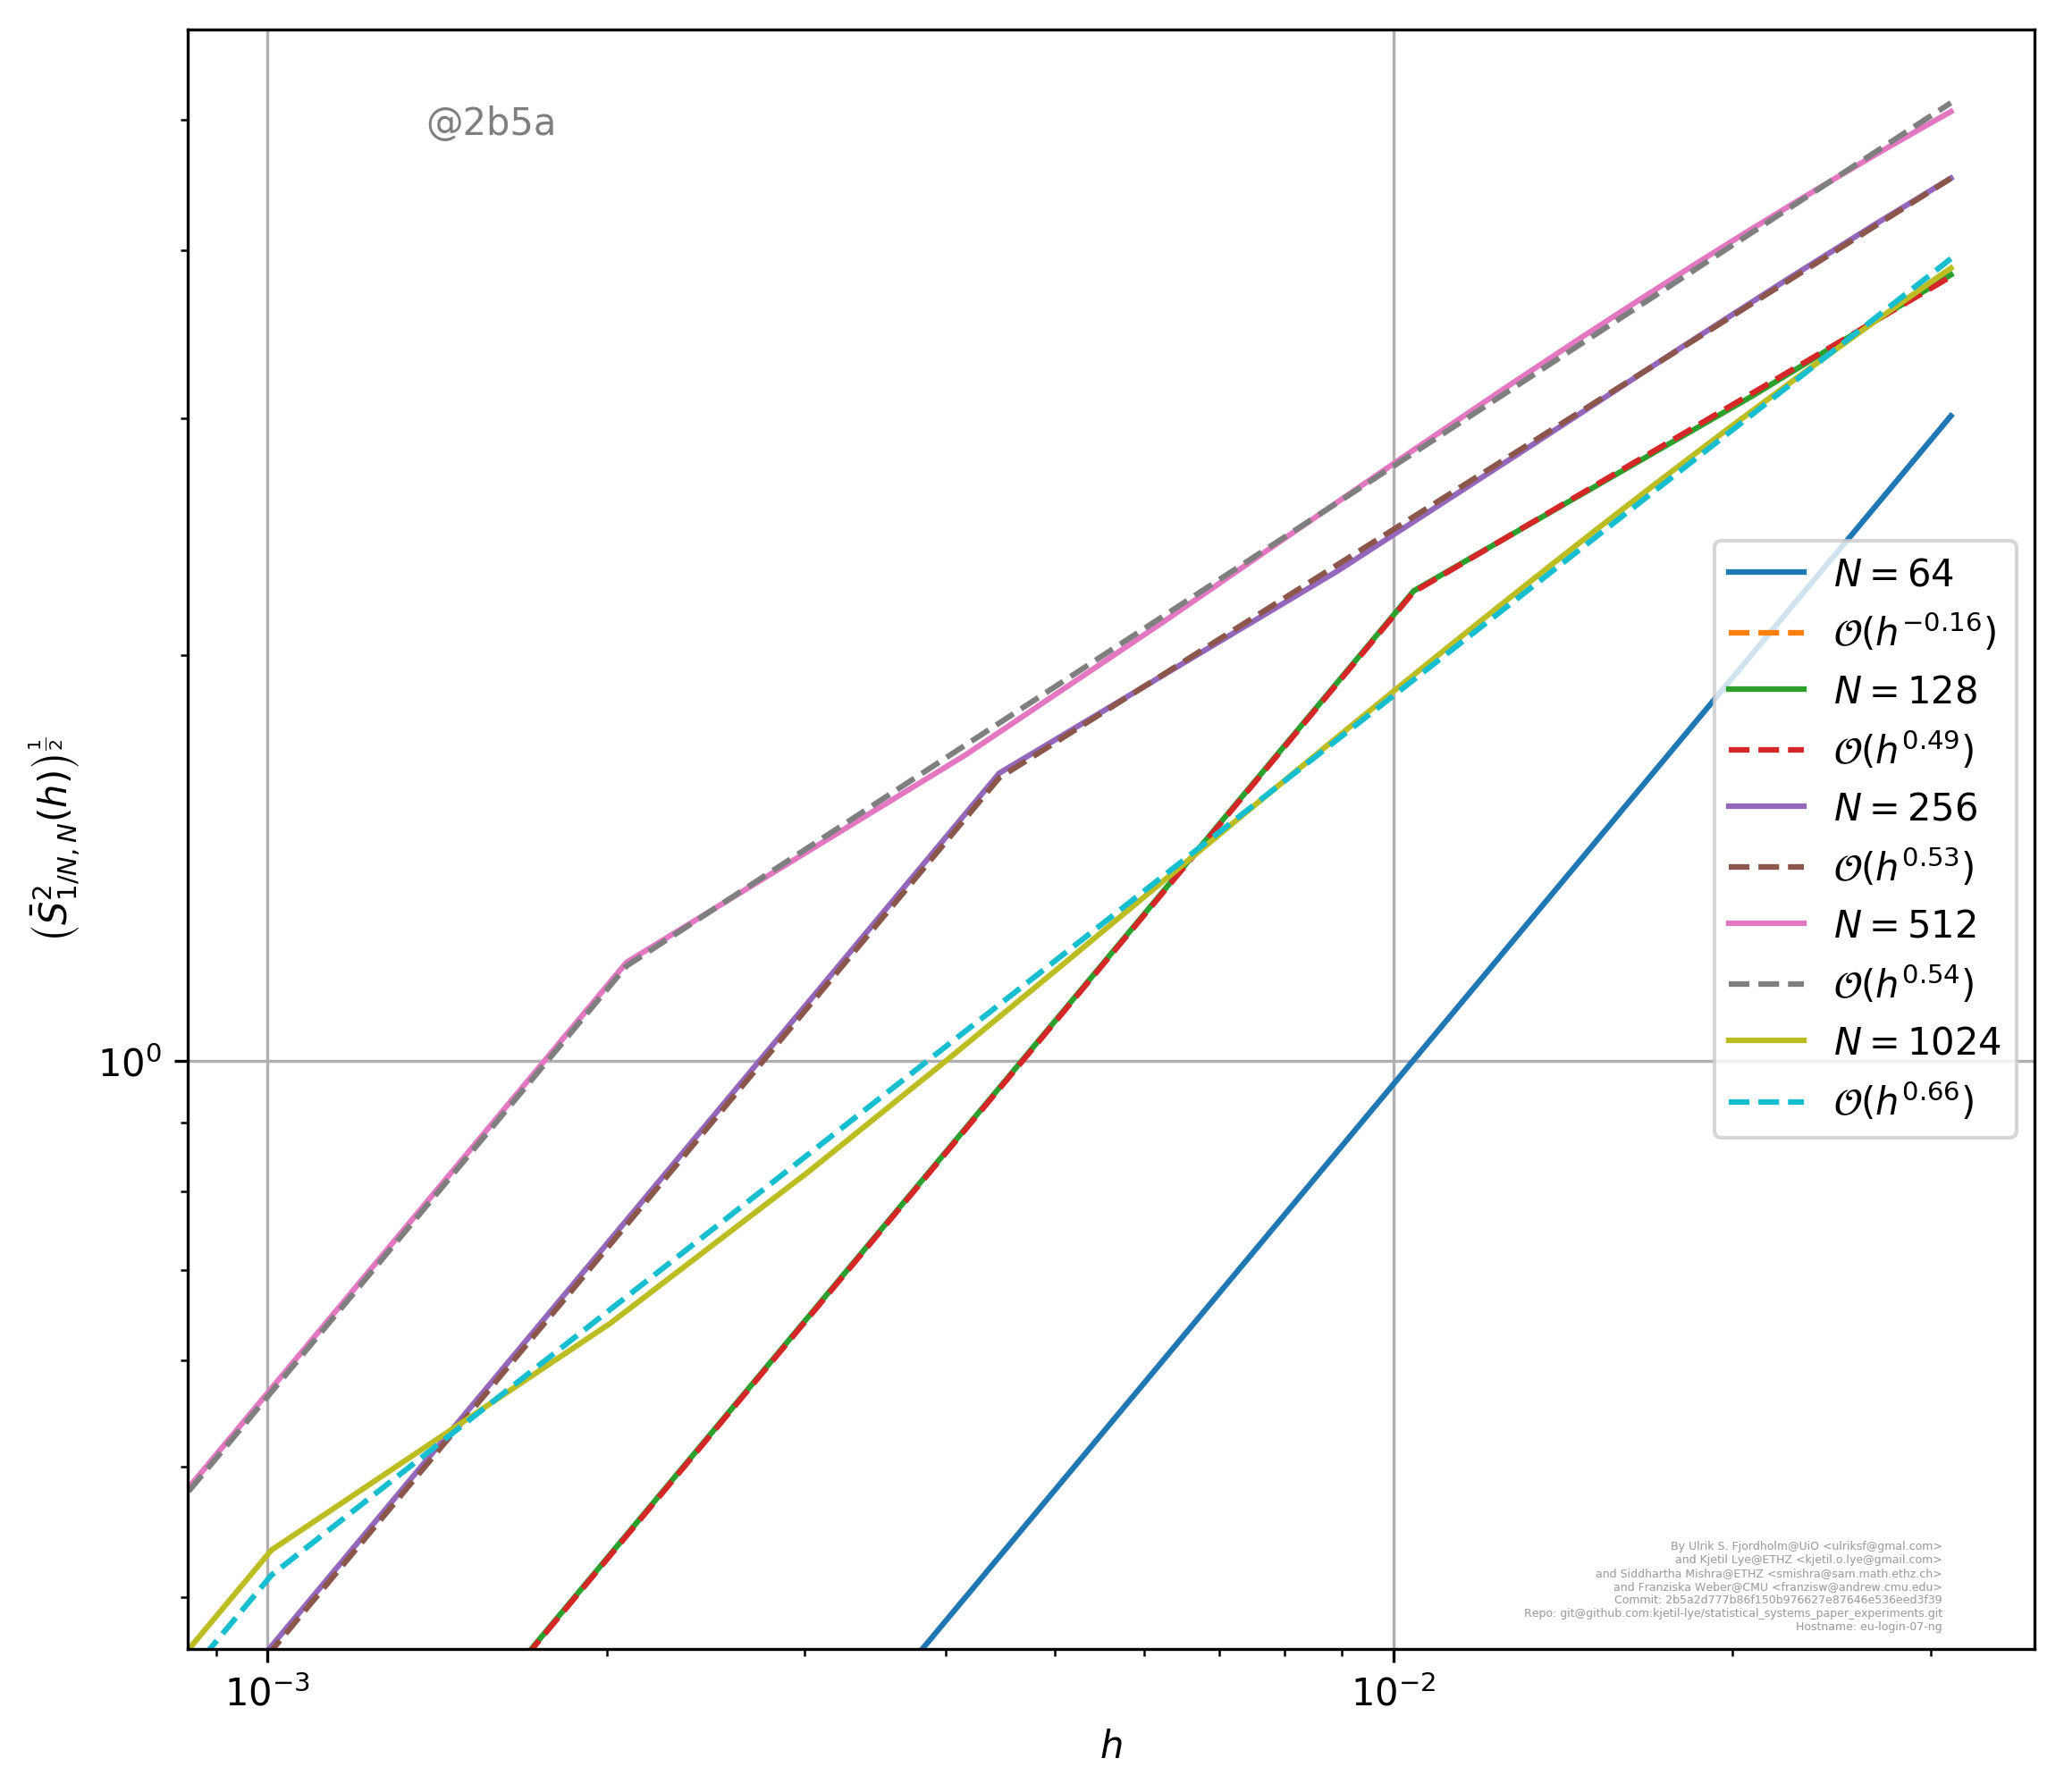 @2b5a
(S̄²_{1/N, N}(h))^{1/2}
10⁰
N = 64
𝒪(h^{−0.16})
N = 128
𝒪(h^{0.49})
N = 256
𝒪(h^{0.53})
N = 512
𝒪(h^{0.54})
N = 1024
𝒪(h^{0.66})
By Ulrik S. Fjordholm@UiO <ulriksf@gmal.com>
and Kjetil Lye@ETHZ <kjetil.o.lye@gmail.com>
and Siddhartha Mishra@ETHZ <smishra@sam.math.ethz.ch>
and Franziska Weber@CMU <franzisw@andrew.cmu.edu>
Commit: 2b5a2d777b86f150b976627e87646e536eed3f39
Repo: git@github.com:kjetil-lye/statistical_systems_paper_experiments.git
Hostname: eu-login-07-ng
10⁻³
10⁻²
h